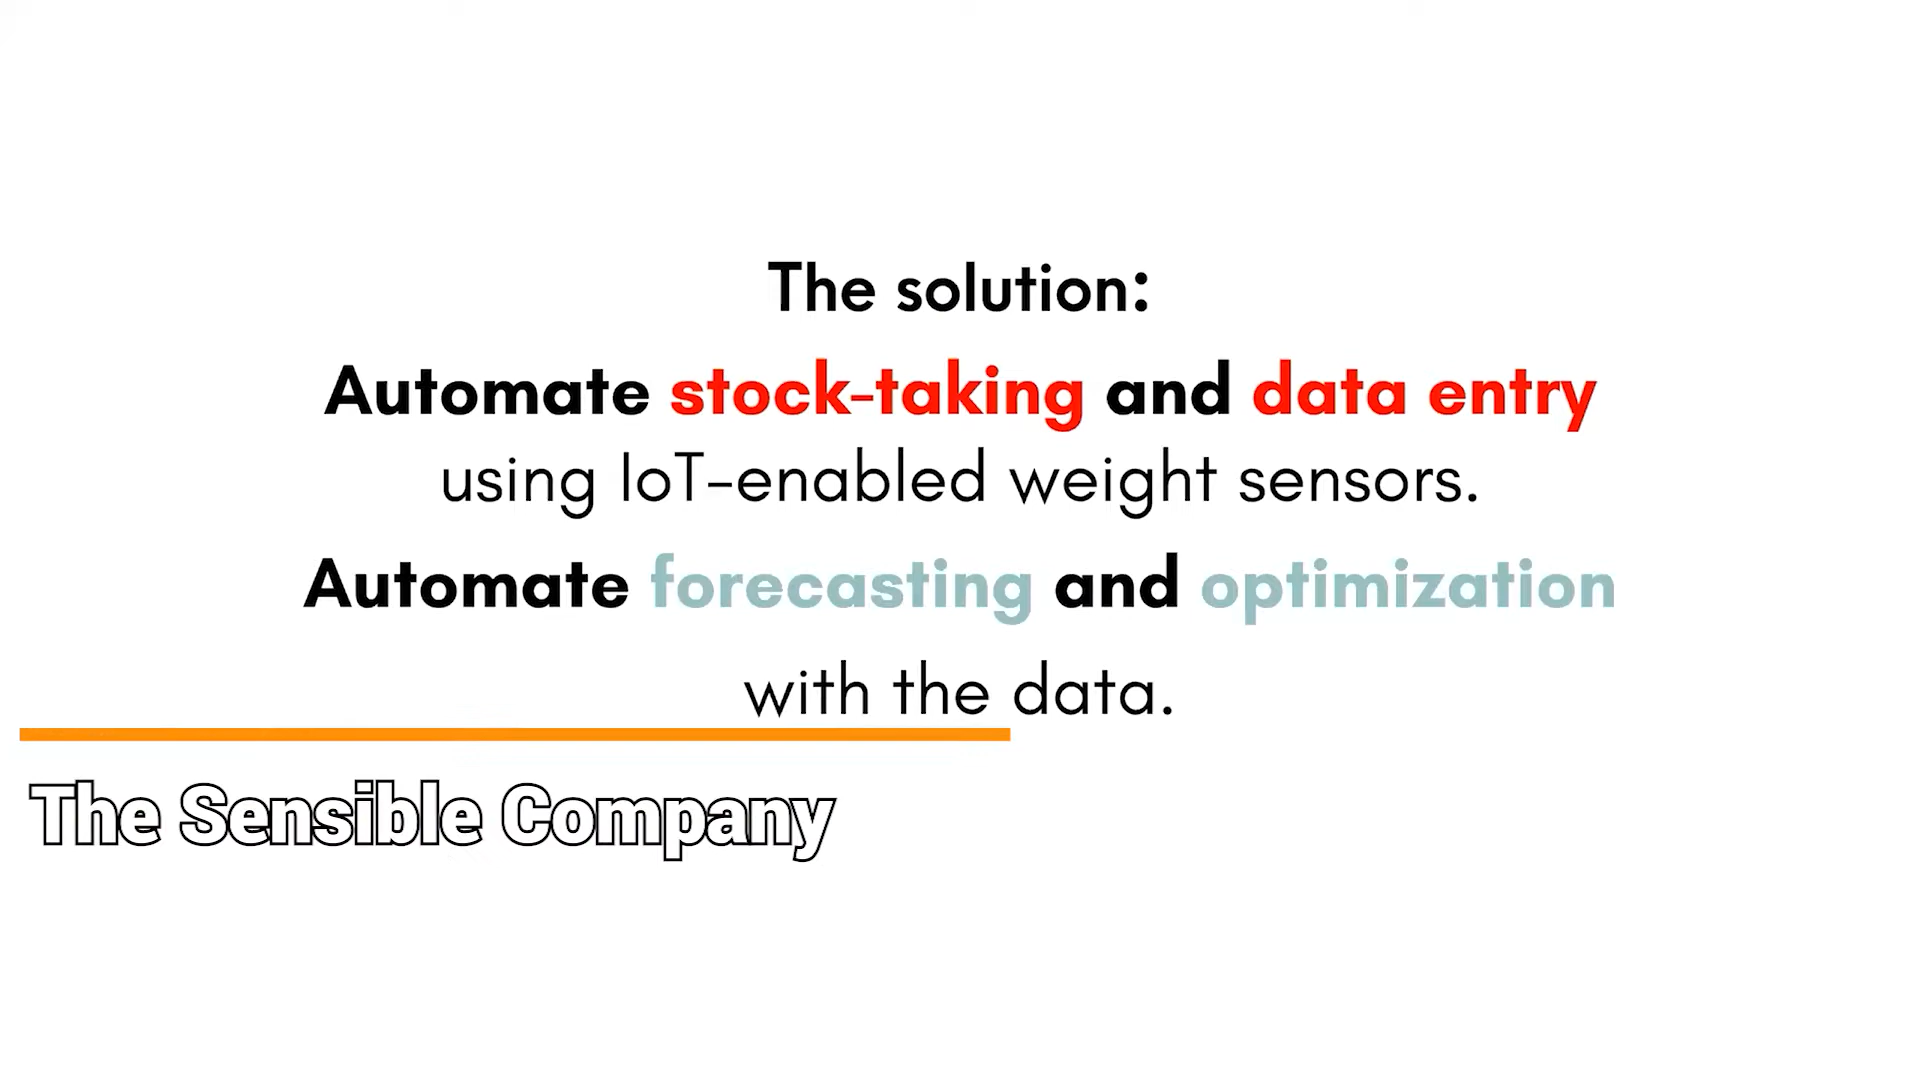 The solution:
Automate stock-taking and data entry
using IoT-enabled weight sensors.
Automate forecasting and optimization
with the data.
The Sensible Company